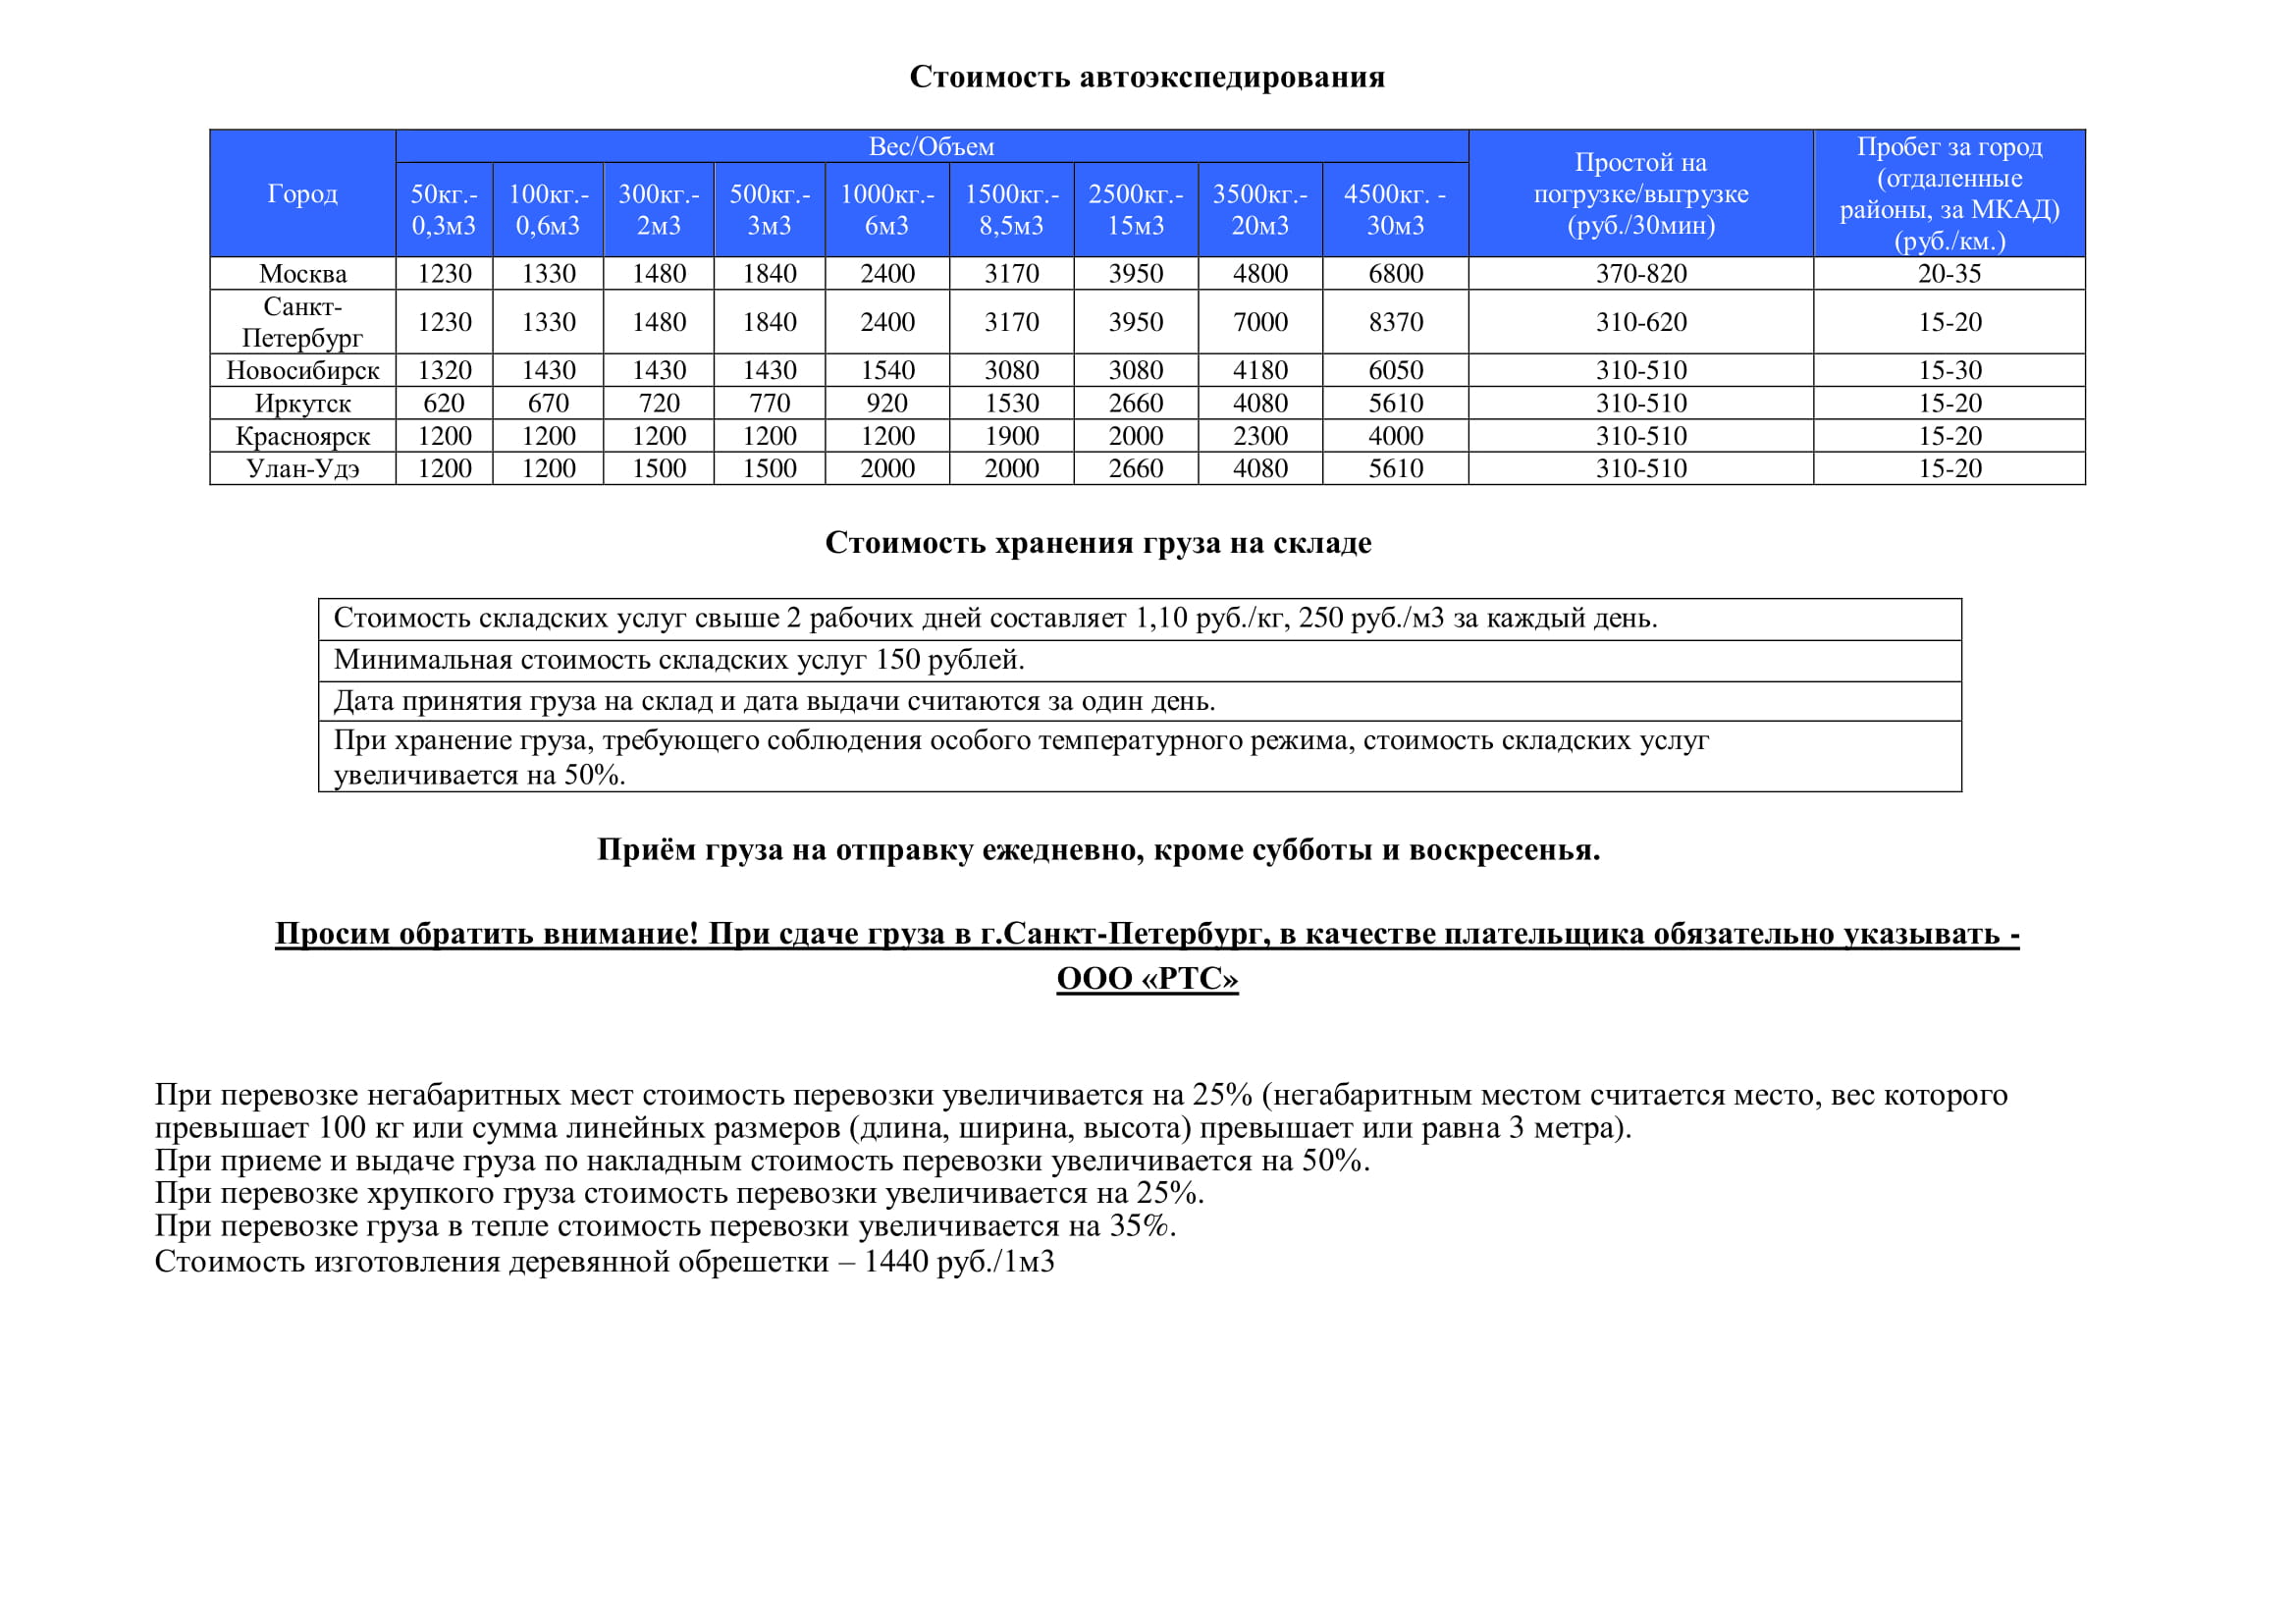 Стоимость автоэкспедирования
Город
Вес/Объем
Простой на
погрузке/выгрузке
(руб./30мин)
Пробег за город
(отдаленные
районы, за МКАД)
(руб./км.)
50кг.- 100кг.- 300кг.- 500кг.- 1000кг.- 1500кг.- 2500кг.- 3500кг.- 4500кг. -
0,3м3 0,6м3 2м3 3м3 6м3 8,5м3 15м3 20м3 30м3
Москва 1230 1330 1480 1840 2400 3170 3950 4800 6800 370-820 20-35
Санкт-
Петербург 1230 1330 1480 1840 2400 3170 3950 7000 8370 310-620 15-20
Новосибирск 1320 1430 1430 1430 1540 3080 3080 4180 6050 310-510 15-30
Иркутск 620 670 720 770 920 1530 2660 4080 5610 310-510 15-20
Красноярск 1200 1200 1200 1200 1200 1900 2000 2300 4000 310-510 15-20
Улан-Удэ 1200 1200 1500 1500 2000 2000 2660 4080 5610 310-510 15-20
Стоимость хранения груза на складе
Стоимость складских услуг свыше 2 рабочих дней составляет 1,10 руб./кг, 250 руб./м3 за каждый день.
Минимальная стоимость складских услуг 150 рублей.
Дата принятия груза на склад и дата выдачи считаются за один день.
При хранение груза, требующего соблюдения особого температурного режима, стоимость складских услуг
увеличивается на 50%.
Приём груза на отправку ежедневно, кроме субботы и воскресенья.
Просим обратить внимание! При сдаче груза в г.Санкт-Петербург, в качестве плательщика обязательно указывать -
ООО «РТС»
При перевозке негабаритных мест стоимость перевозки увеличивается на 25% (негабаритным местом считается место, вес которого
превышает 100 кг или сумма линейных размеров (длина, ширина, высота) превышает или равна 3 метра).
При приеме и выдаче груза по накладным стоимость перевозки увеличивается на 50%.
При перевозке хрупкого груза стоимость перевозки увеличивается на 25%.
При перевозке груза в тепле стоимость перевозки увеличивается на 35%.
Стоимость изготовления деревянной обрешетки – 1440 руб./1м3